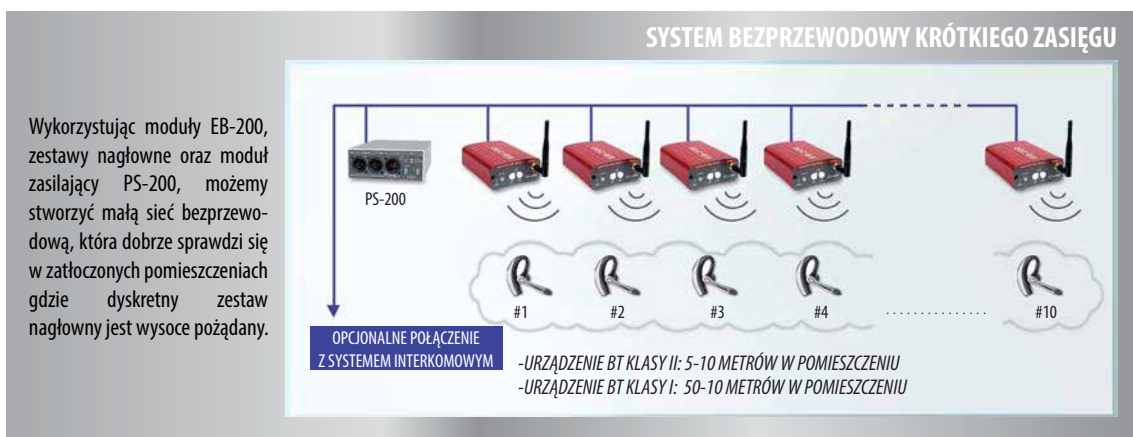 SYSTEM BEZPRZEWODOWY KRÓTKIEGO ZASIĘGU
Wykorzystując moduły EB-200,
zestawy nagłowne oraz moduł
zasilający PS-200, możemy
stworzyć małą sieć bezprzewo-
dową, która dobrze sprawdzi się
w zatłoczonych pomieszczeniach
gdzie dyskretny zestaw
nagłowny jest wysoce pożądany.
PS-200
#1 #2 #3 #4 . . . . . . . . . . . . . . . #10
OPCJONALNE POŁĄCZENIE
Z SYSTEMEM INTERKOMOWYM
-URZĄDZENIE BT KLASY II: 5-10 METRÓW W POMIESZCZENIU
-URZĄDZENIE BT KLASY I: 50-10 METRÓW W POMIESZCZENIU